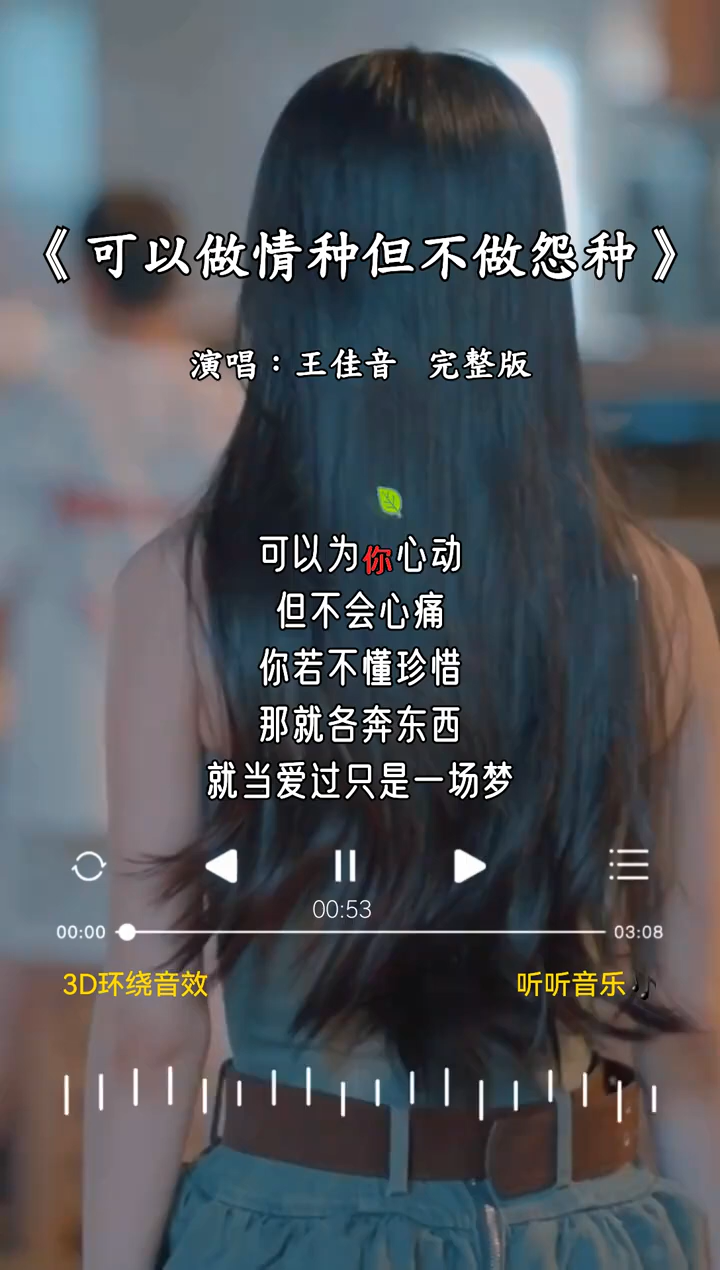 《可以做情种但不做怨种》
演唱：王佳音 完整版
可以为你心动
但不会心痛
你若不懂珍惜
那就各奔东西
就当爱过只是一场梦
00:53
00:00 03:08
3D环绕音效 听听音乐🎶